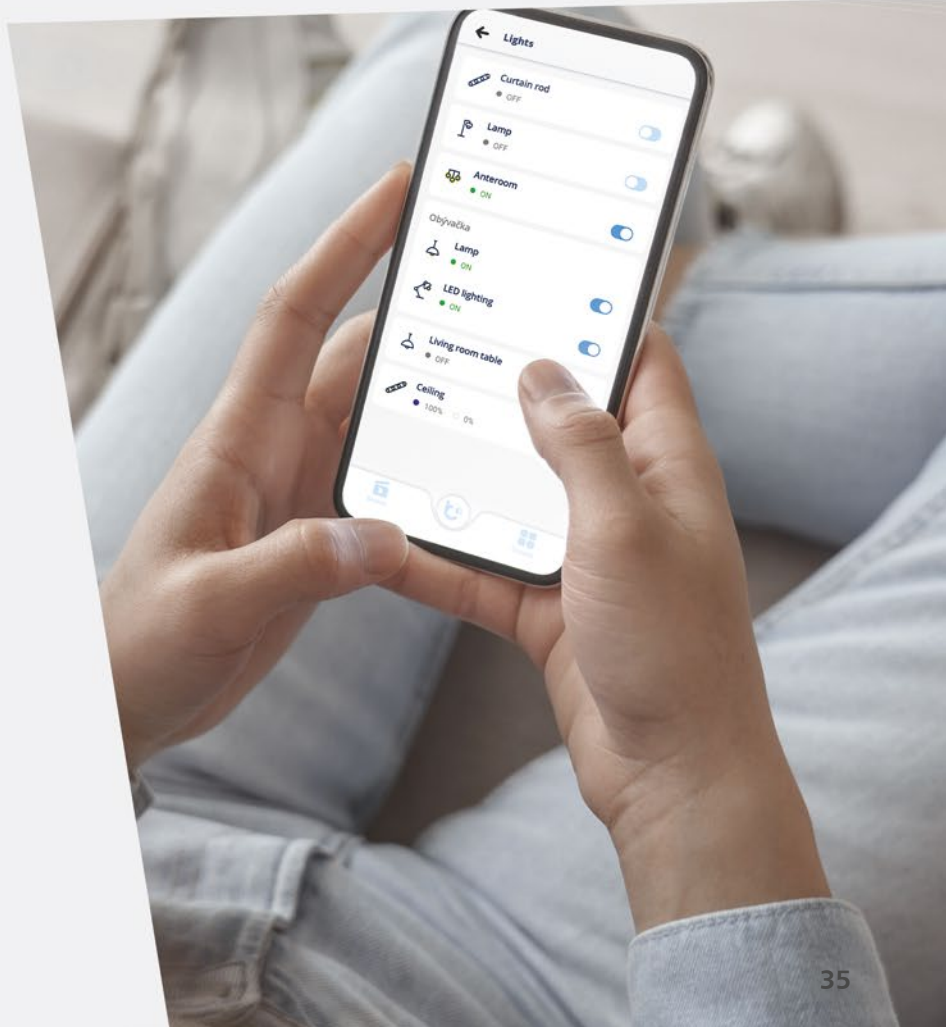 Lights
Curtain rod
OFF
Lamp
OFF
Anteroom
ON
Obývačka
Lamp
ON
LED lighting
ON
Living room table
OFF
Ceiling
100% 0%
35